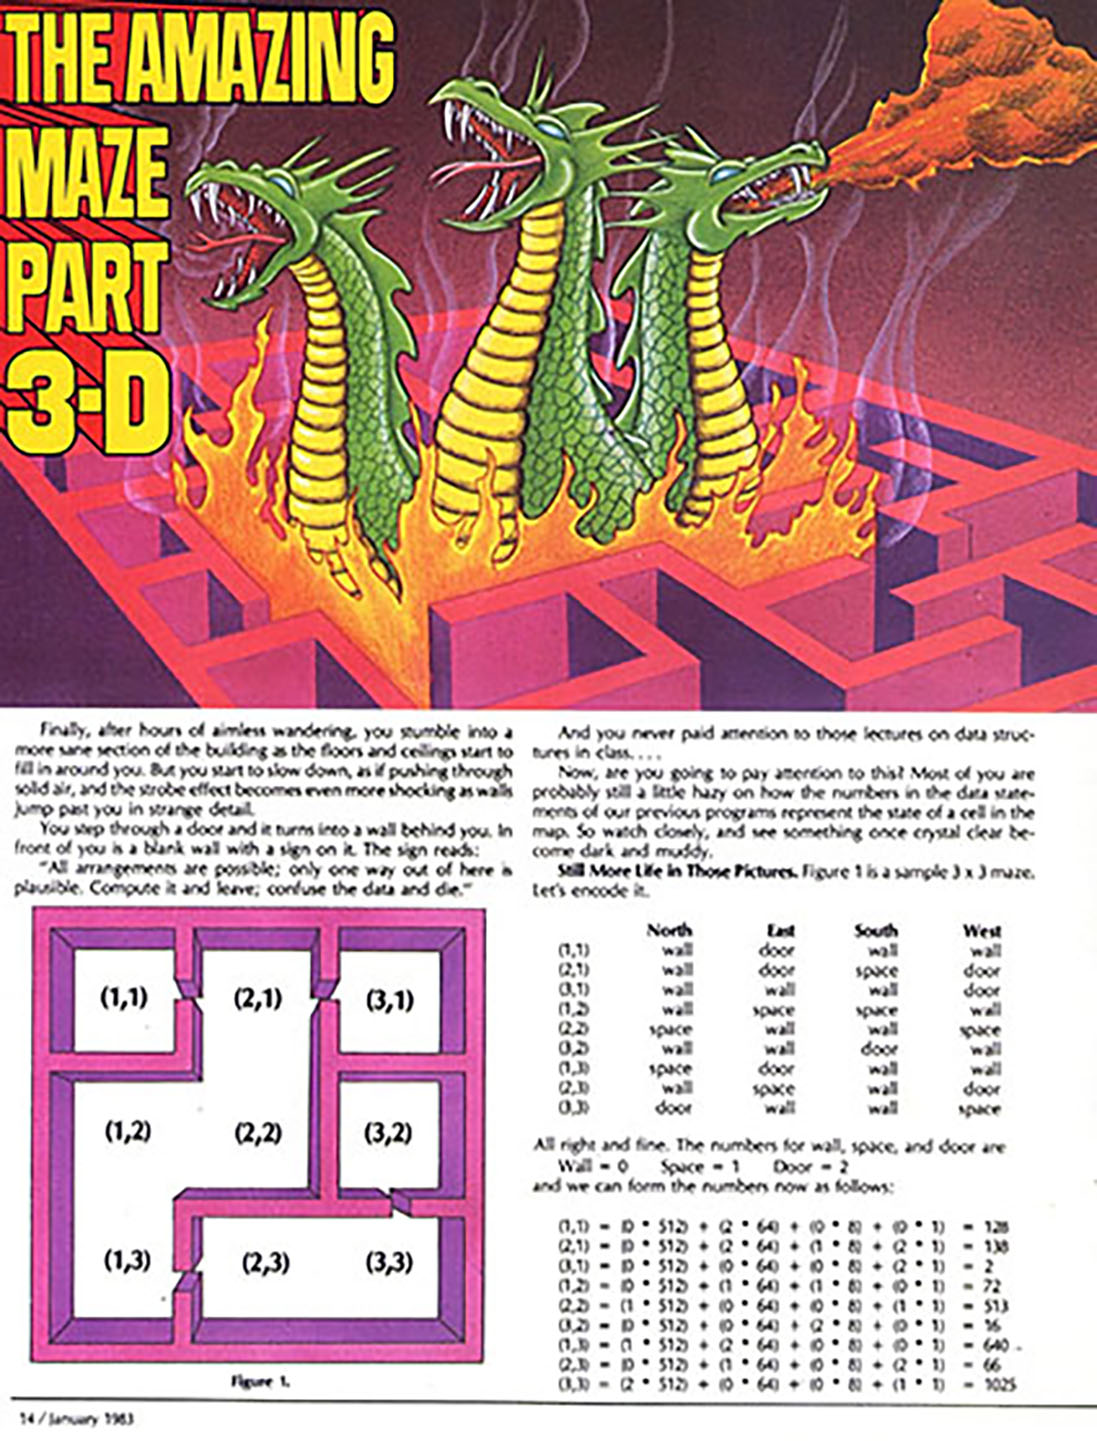 THE AMAZING
MAZE
PART
3-D
Finally, after hours of aimless wandering, you stumble into a
more sane section of the building as the floors and ceilings start to
fill in around you. But you start to slow down, as if pushing through
solid air, and the strobe effect becomes even more shocking as walls
jump past you in strange detail.
You step through a door and it turns into a wall behind you. In
front of you is a blank wall with a sign on it. The sign reads:
"All arrangements are possible; only one way out of here is
plausible. Compute it and leave; confuse the data and die."
(1,1) (2,1) (3,1)
(1,2) (2,2) (3,2)
(1,3) (2,3) (3,3)
Figure 1.
And you never paid attention to those lectures on data struc-
tures in class....
Now, are you going to pay attention to this? Most of you are
probably still a little hazy on how the numbers in the data state-
ments of our previous programs represent the state of a cell in the
map. So watch closely, and see something once crystal clear be-
come dark and muddy.
Still More Life in Those Pictures. Figure 1 is a sample 3 x 3 maze.
Let's encode it.
North East South West
(1,1) wall door wall wall
(2,1) wall door space door
(3,1) wall wall wall door
(1,2) wall space space wall
(2,2) space wall wall space
(3,2) wall wall door wall
(1,3) space door wall wall
(2,3) wall space wall door
(3,3) door wall wall space
All right and fine. The numbers for wall, space, and door are
Wall = 0 Space = 1 Door = 2
and we can form the numbers now as follows:
(1,1) = (0 * 512) + (2 * 64) + (0 * 8) + (0 * 1) = 128
(2,1) = (0 * 512) + (2 * 64) + (1 * 8) + (2 * 1) = 138
(3,1) = (0 * 512) + (0 * 64) + (0 * 8) + (2 * 1) = 2
(1,2) = (0 * 512) + (1 * 64) + (1 * 8) + (0 * 1) = 72
(2,2) = (1 * 512) + (0 * 64) + (0 * 8) + (1 * 1) = 513
(3,2) = (0 * 512) + (0 * 64) + (2 * 8) + (0 * 1) = 16
(1,3) = (1 * 512) + (2 * 64) + (0 * 8) + (0 * 1) = 640
(2,3) = (0 * 512) + (1 * 64) + (0 * 8) + (2 * 1) = 66
(3,3) = (2 * 512) + (0 * 64) + (0 * 8) + (1 * 1) = 1025
14 / January 1983